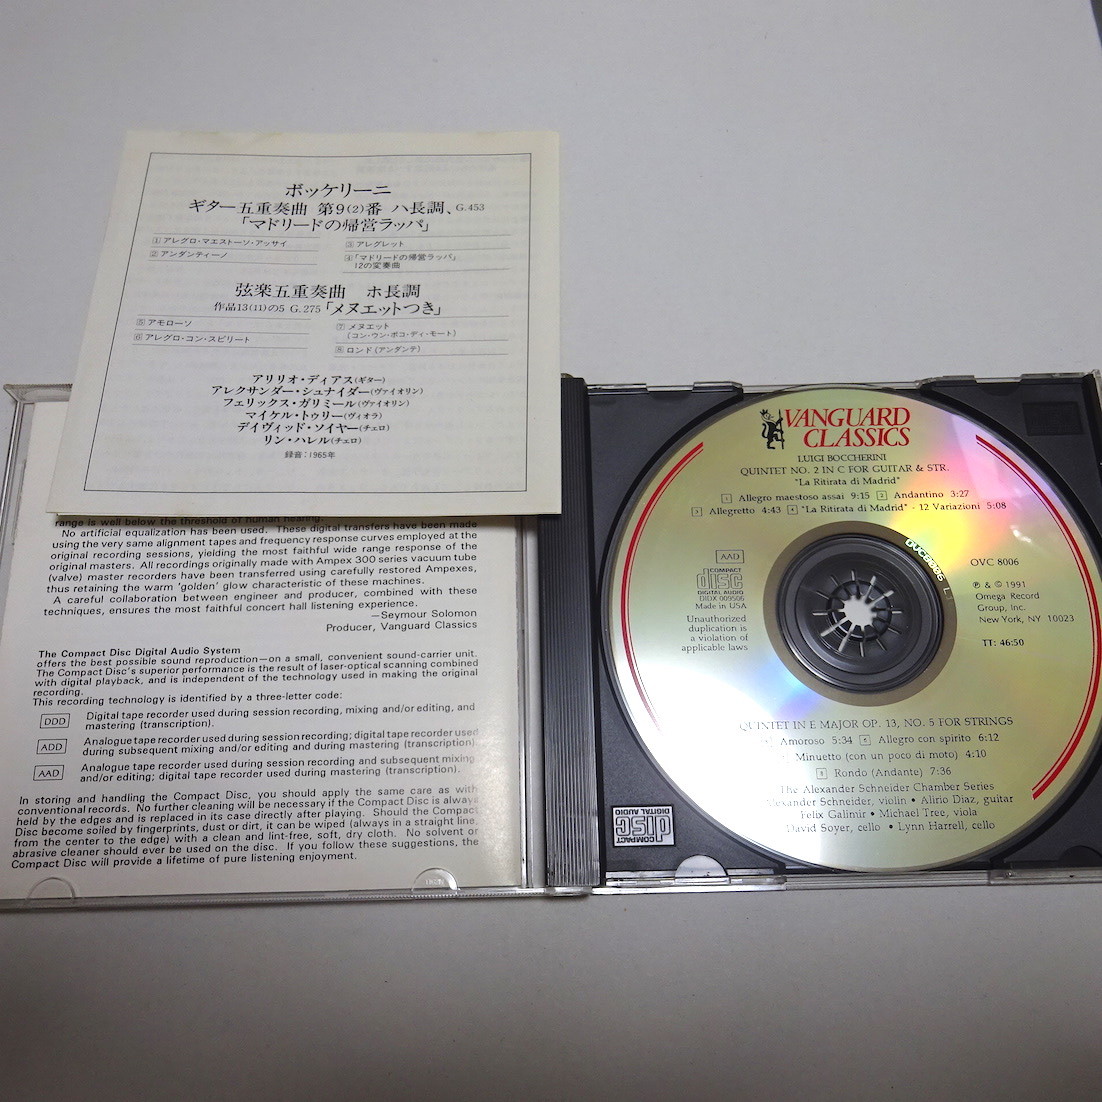 ボッケリーニ
ギター五重奏曲 第9(2)番 ハ長調、G.453
「マドリードの帰営ラッパ」
1 アレグロ・マエストーソ・アッサイ
2 アンダンティーノ
3 アレグレット
4 「マドリードの帰営ラッパ」
12の変奏曲
弦楽五重奏曲 ホ長調
作品13(11)の5 G.275「メヌエットつき」
5 アモローソ
6 アレグロ・コン・スピリート
7 メヌエット
(コン・ウン・ポコ・ディ・モート)
8 ロンド(アンダンテ)
アリリオ・ディアス(ギター)
アレクサンダー・シュナイダー(ヴァイオリン)
フェリックス・ガリミール(ヴァイオリン)
マイケル・トゥリー(ヴィオラ)
デイヴィッド・ソイヤー(チェロ)
リン・ハレル(チェロ)
録音：1965年
range is well below the threshold of human hearing.
No artificial equalization has been used. These digital transfers have been made
using the very same alignment tapes and frequency response curves employed at the
original recording sessions, yielding the most faithful wide range response of the
original masters. All recordings originally made with Ampex 300 series vacuum tube
(valve) master recorders have been transferred using carefully restored Ampexes,
thus retaining the warm 'golden' glow characteristic of these machines.
A careful collaboration between engineer and producer, combined with these
techniques, ensures the most faithful concert hall listening experience.
—Seymour Solomon
Producer, Vanguard Classics
The Compact Disc Digital Audio System
offers the best possible sound reproduction—on a small, convenient sound-carrier unit.
The Compact Disc's superior performance is the result of laser-optical scanning combined
with digital playback, and is independent of the technology used in making the original
recording.
This recording technology is identified by a three-letter code:
DDD Digital tape recorder used during session recording, mixing and/or editing, and
mastering (transcription).
ADD Analogue tape recorder used during session recording; digital tape recorder used
during subsequent mixing and/or editing and during mastering (transcription).
AAD Analogue tape recorder used during session recording and subsequent mixing
and/or editing; digital tape recorder used during mastering (transcription).
In storing and handling the Compact Disc, you should apply the same care as with
conventional records. No further cleaning will be necessary if the Compact Disc is always
held by the edges and is replaced in its case directly after playing. Should the Compact
Disc become soiled by fingerprints, dust or dirt, it can be wiped (always in a straight line,
from the center to the edge) with a clean and lint-free, soft, dry cloth. No solvent or
abrasive cleaner should ever be used on the disc. If you follow these suggestions, the
Compact Disc will provide a lifetime of pure listening enjoyment.
VANGUARD
CLASSICS
LUIGI BOCCHERINI
QUINTET NO. 2 IN C FOR GUITAR & STR.
"La Ritirata di Madrid"
1 Allegro maestoso assai 9:15 2 Andantino 3:27
3 Allegretto 4:43 4 "La Ritirata di Madrid" - 12 Variazioni 5:08
AAD
COMPACT
disc
DIGITAL AUDIO
DIDX 009506
Made in USA
Unauthorized
duplication is
a violation of
applicable laws
OVC 8006
℗ & © 1991
Omega Record
Group, Inc.
New York, NY 10023
TT: 46:50
QUINTET IN E MAJOR OP. 13, NO. 5 FOR STRINGS
Amoroso 5:34 6 Allegro con spirito 6:12
Minuetto (con un poco di moto) 4:10
8 Rondo (Andante) 7:36
The Alexander Schneider Chamber Series
Alexander Schneider, violin • Alirio Diaz, guitar
Felix Galimir • Michael Tree, viola
David Soyer, cello • Lynn Harrell, cello
COMPACT
disc
DIGITAL AUDIO